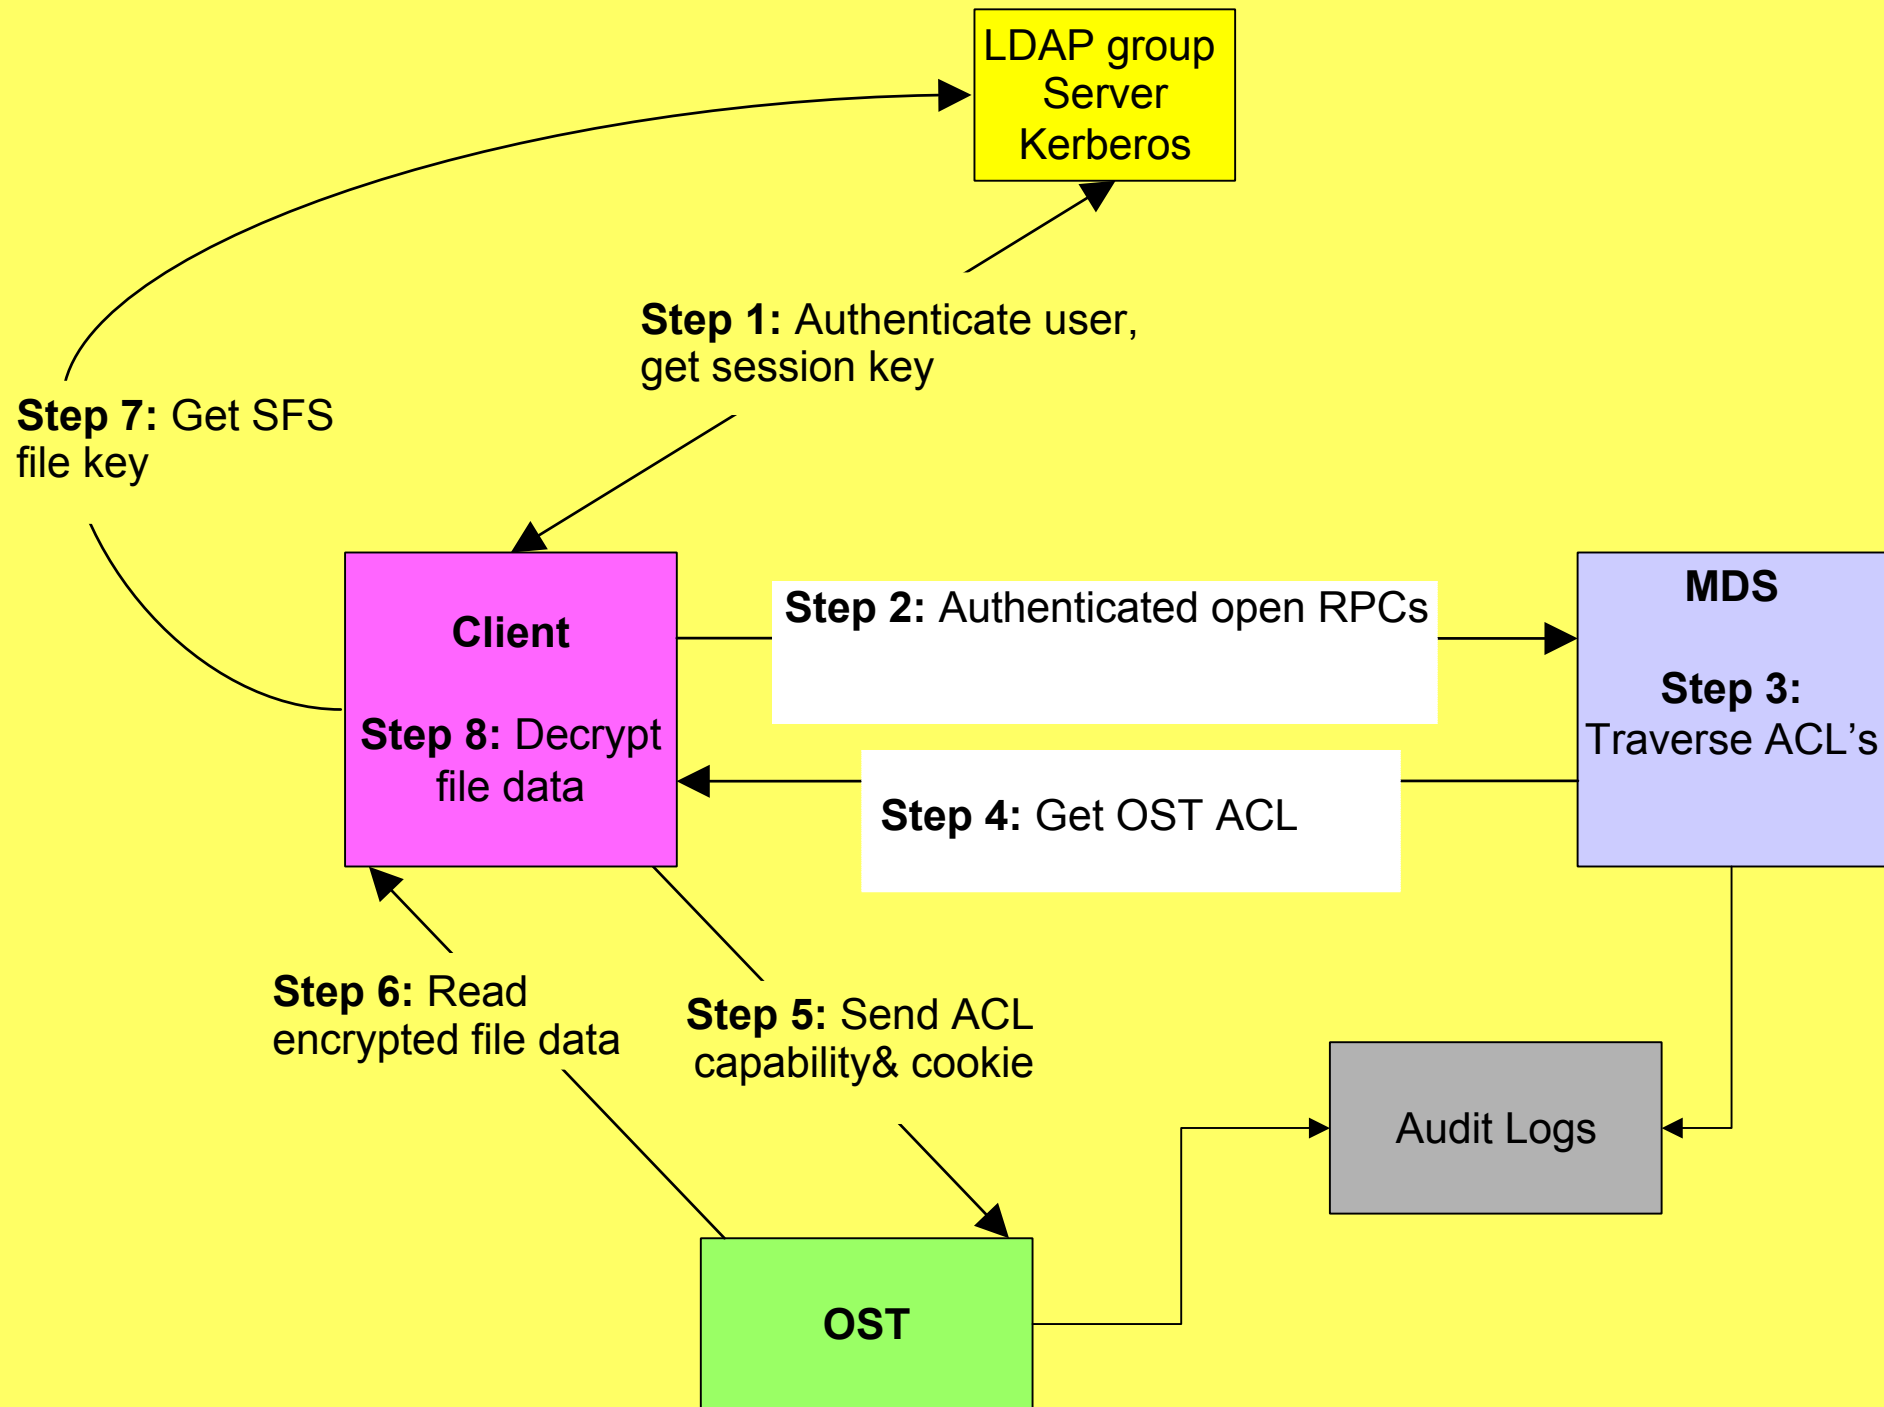 LDAP group
Server
Kerberos
Step 1: Authenticate user,
get session key
Step 7: Get SFS
file key
Client
Step 8: Decrypt
file data
Step 2: Authenticated open RPCs
MDS
Step 3:
Traverse ACL’s
Step 4: Get OST ACL
Step 6: Read
encrypted file data
Step 5: Send ACL
capability& cookie
Audit Logs
OST